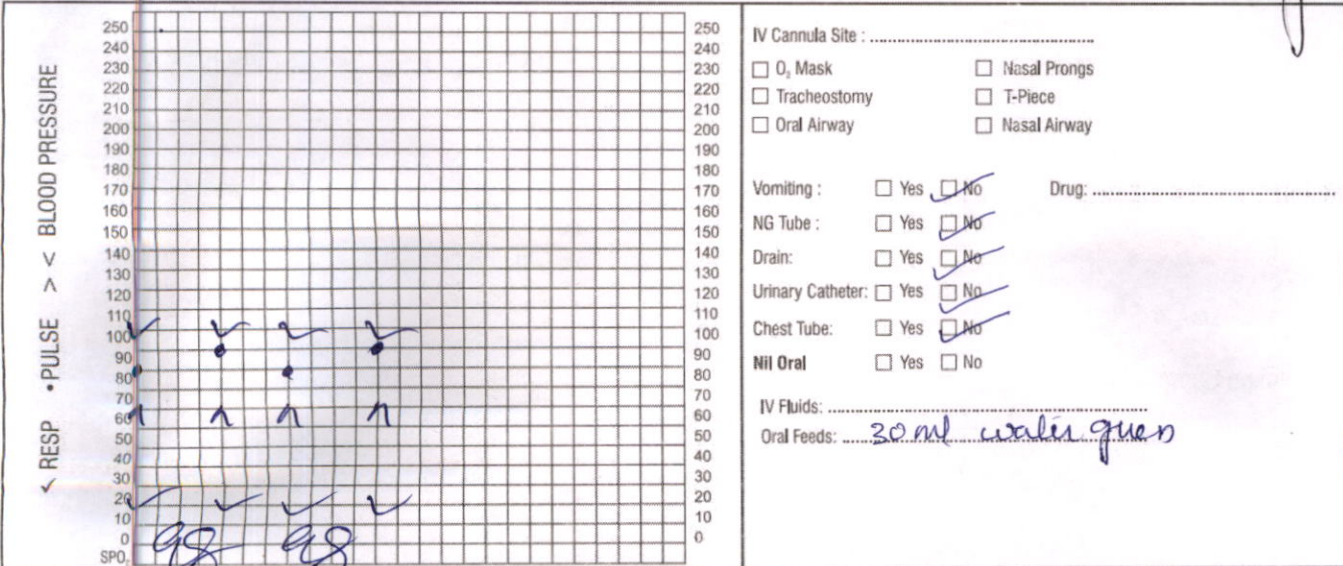 < RESP • PULSE > < BLOOD PRESSURE
250 250
240 240
230 230
220 220
210 210
200 200
190 190
180 180
170 170
160 160
150 150
140 140
130 130
120 120
110 110
100 100
90 90
80 80
70 70
60 60
50 50
40 40
30 30
20 20
10 10
0 0
SPO₂ 98 98
IV Cannula Site :
O₂ Mask Nasal Prongs
Tracheostomy T-Piece
Oral Airway Nasal Airway
Vomiting : Yes No Drug:
NG Tube : Yes No
Drain: Yes No
Urinary Catheter: Yes No
Chest Tube: Yes No
Nil Oral Yes No
IV Fluids:
Oral Feeds: 30 ml water